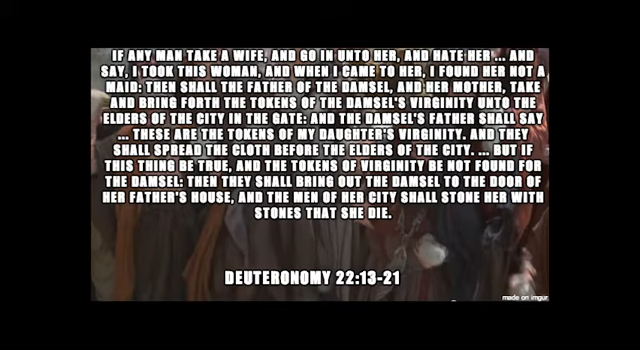 IF ANY MAN TAKE A WIFE, AND GO IN UNTO HER, AND HATE HER ... AND
SAY, I TOOK THIS WOMAN, AND WHEN I CAME TO HER, I FOUND HER NOT A
MAID: THEN SHALL THE FATHER OF THE DAMSEL, AND HER MOTHER, TAKE
AND BRING FORTH THE TOKENS OF THE DAMSEL'S VIRGINITY UNTO THE
ELDERS OF THE CITY IN THE GATE: AND THE DAMSEL'S FATHER SHALL SAY
... THESE ARE THE TOKENS OF MY DAUGHTER'S VIRGINITY. AND THEY
SHALL SPREAD THE CLOTH BEFORE THE ELDERS OF THE CITY. ... BUT IF
THIS THING BE TRUE, AND THE TOKENS OF VIRGINITY BE NOT FOUND FOR
THE DAMSEL: THEN THEY SHALL BRING OUT THE DAMSEL TO THE DOOR OF
HER FATHER'S HOUSE, AND THE MEN OF HER CITY SHALL STONE HER WITH
STONES THAT SHE DIE.
DEUTERONOMY 22:13-21
made on imgur